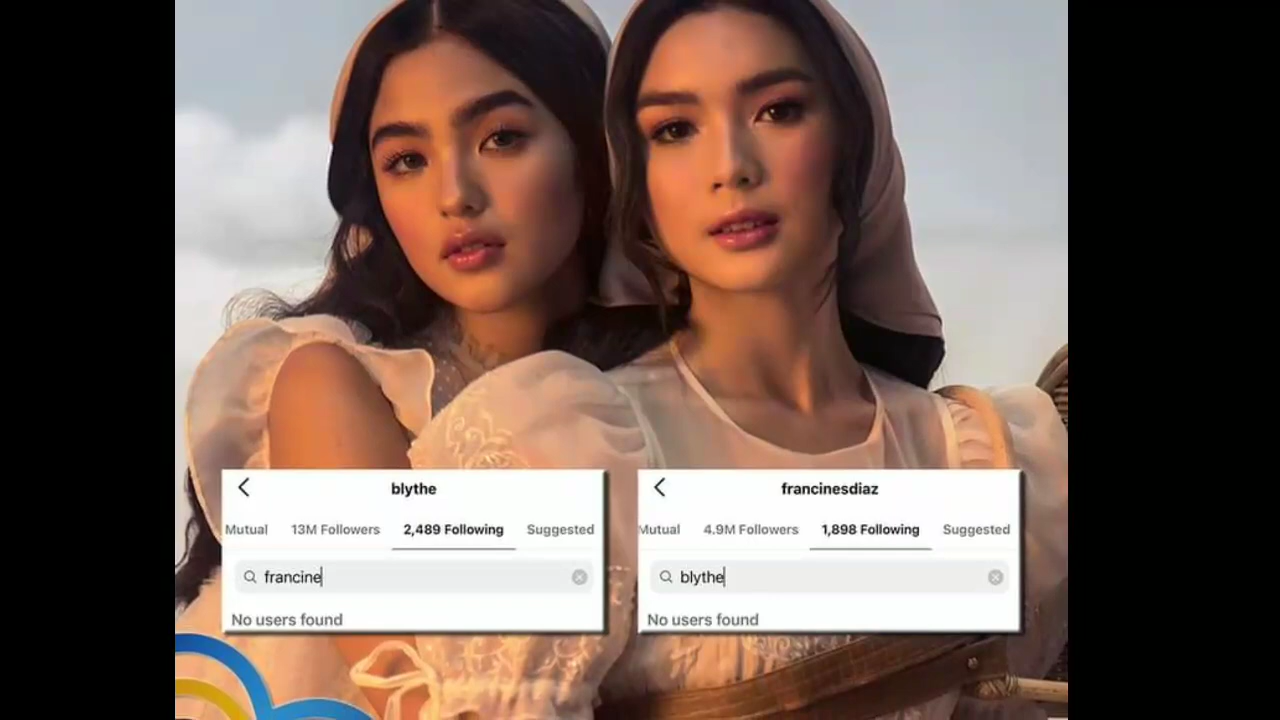 blythe
Mutual 13M Followers 2,489 Following Suggested
francine
No users found
francinesdiaz
Mutual 4.9M Followers 1,898 Following Suggested
blythe
No users found